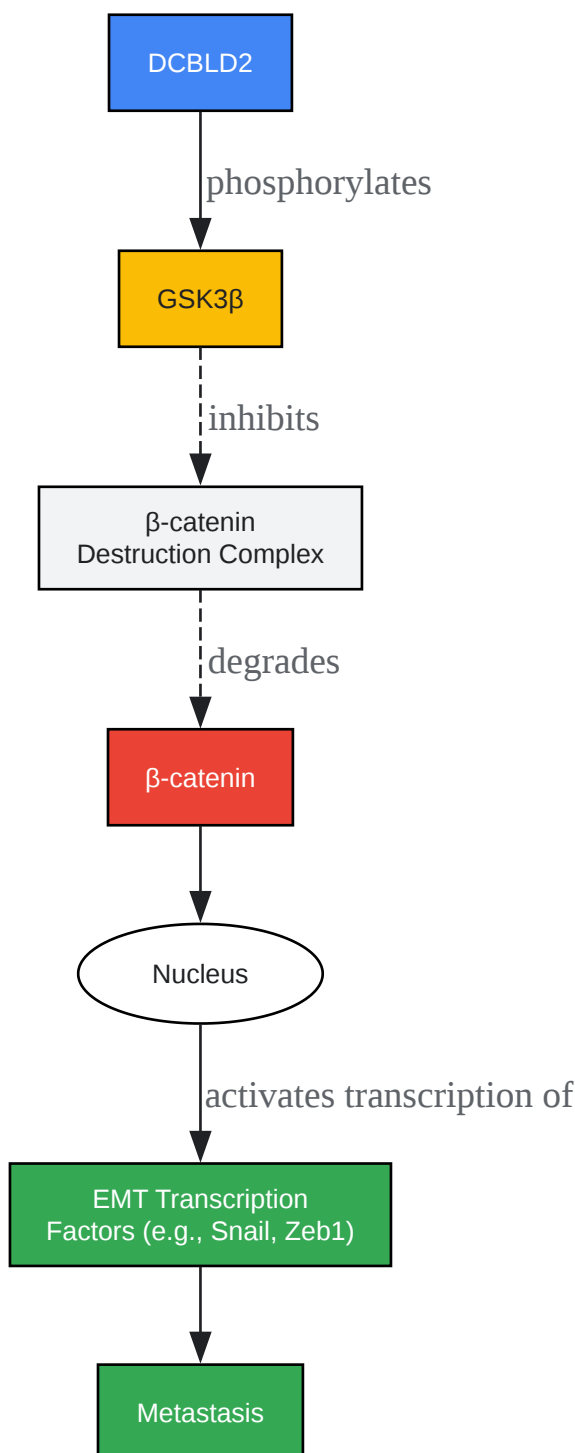 DCBLD2
phosphorylates
GSK3β
inhibits
β-catenin
Destruction Complex
degrades
β-catenin
Nucleus
activates transcription of
EMT Transcription
Factors (e.g., Snail, Zeb1)
Metastasis